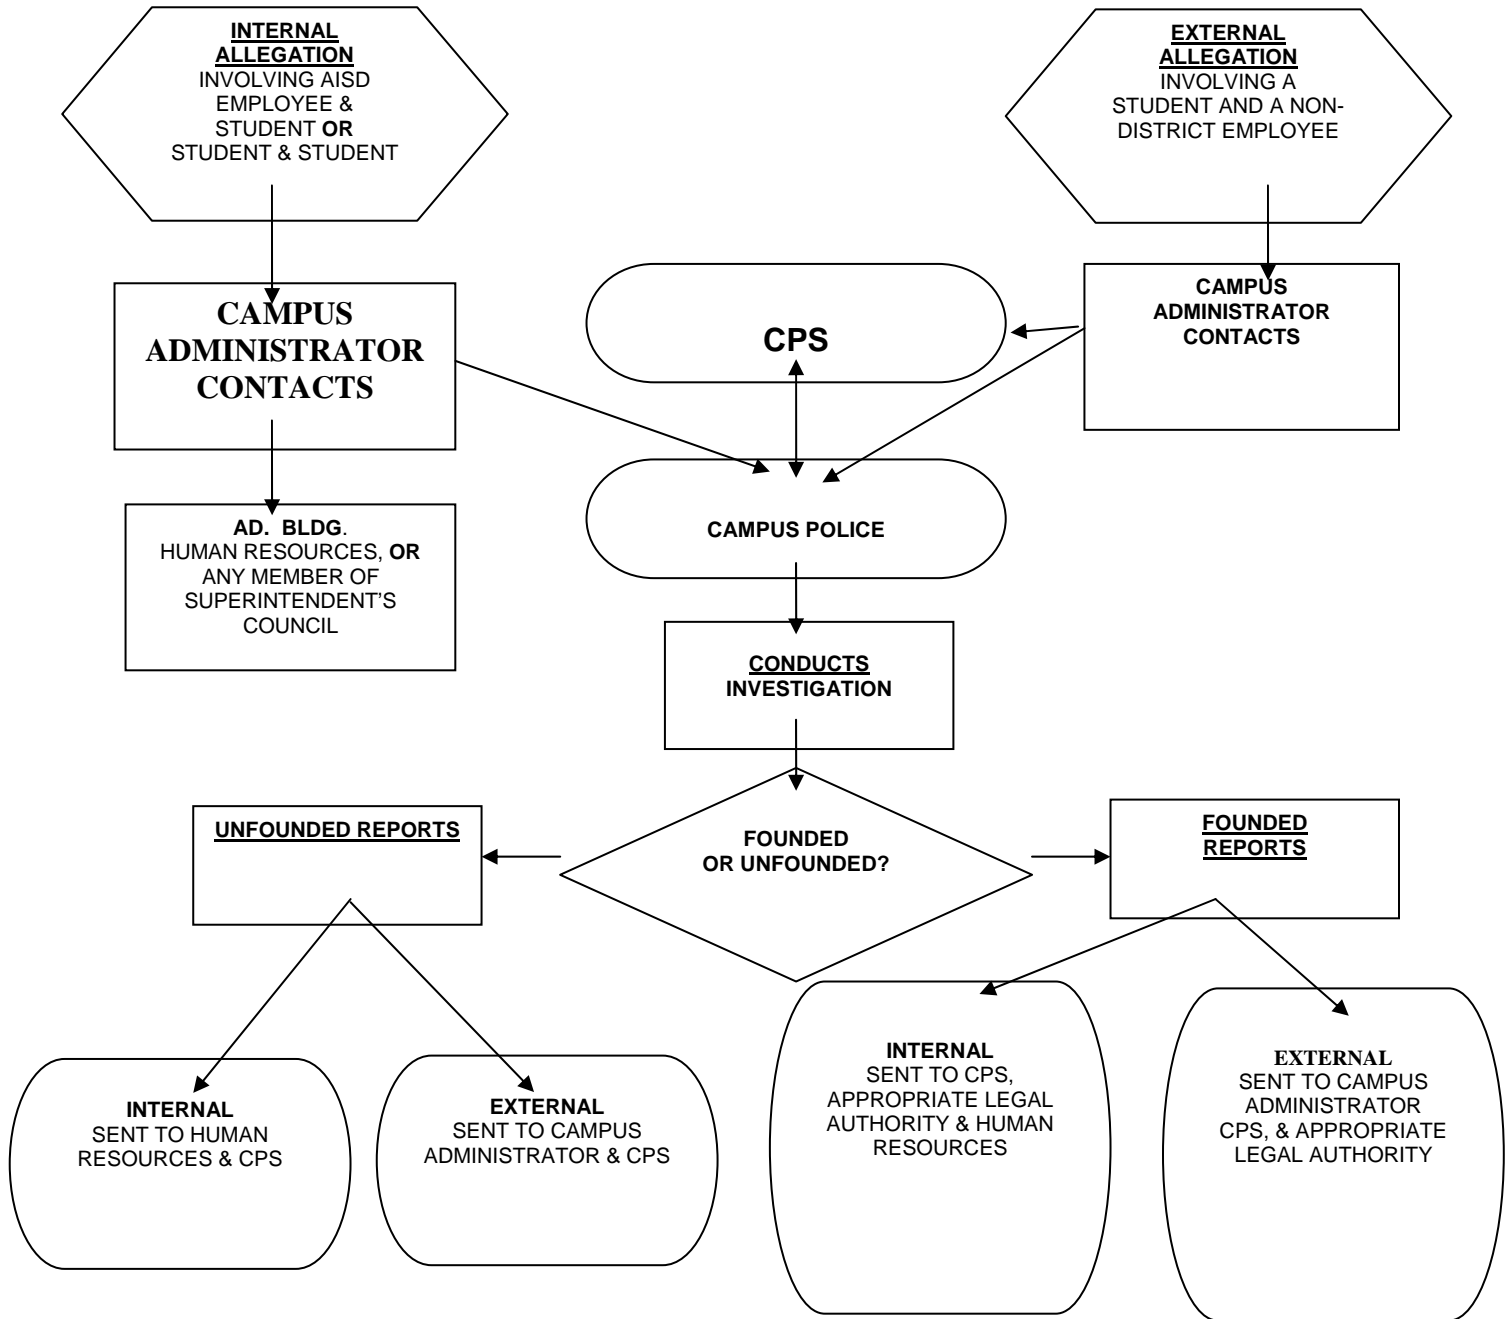 INTERNAL
ALLEGATION
INVOLVING AISD
EMPLOYEE &
STUDENT OR
STUDENT & STUDENT
EXTERNAL
ALLEGATION
INVOLVING A
STUDENT AND A NON-
DISTRICT EMPLOYEE
CAMPUS
ADMINISTRATOR
CONTACTS
CPS
CAMPUS
ADMINISTRATOR
CONTACTS
AD. BLDG.
HUMAN RESOURCES, OR
ANY MEMBER OF
SUPERINTENDENT'S
COUNCIL
CAMPUS POLICE
CONDUCTS
INVESTIGATION
UNFOUNDED REPORTS
FOUNDED
OR UNFOUNDED?
FOUNDED
REPORTS
INTERNAL
SENT TO HUMAN
RESOURCES & CPS
EXTERNAL
SENT TO CAMPUS
ADMINISTRATOR & CPS
INTERNAL
SENT TO CPS,
APPROPRIATE LEGAL
AUTHORITY & HUMAN
RESOURCES
EXTERNAL
SENT TO CAMPUS
ADMINISTRATOR
CPS, & APPROPRIATE
LEGAL AUTHORITY